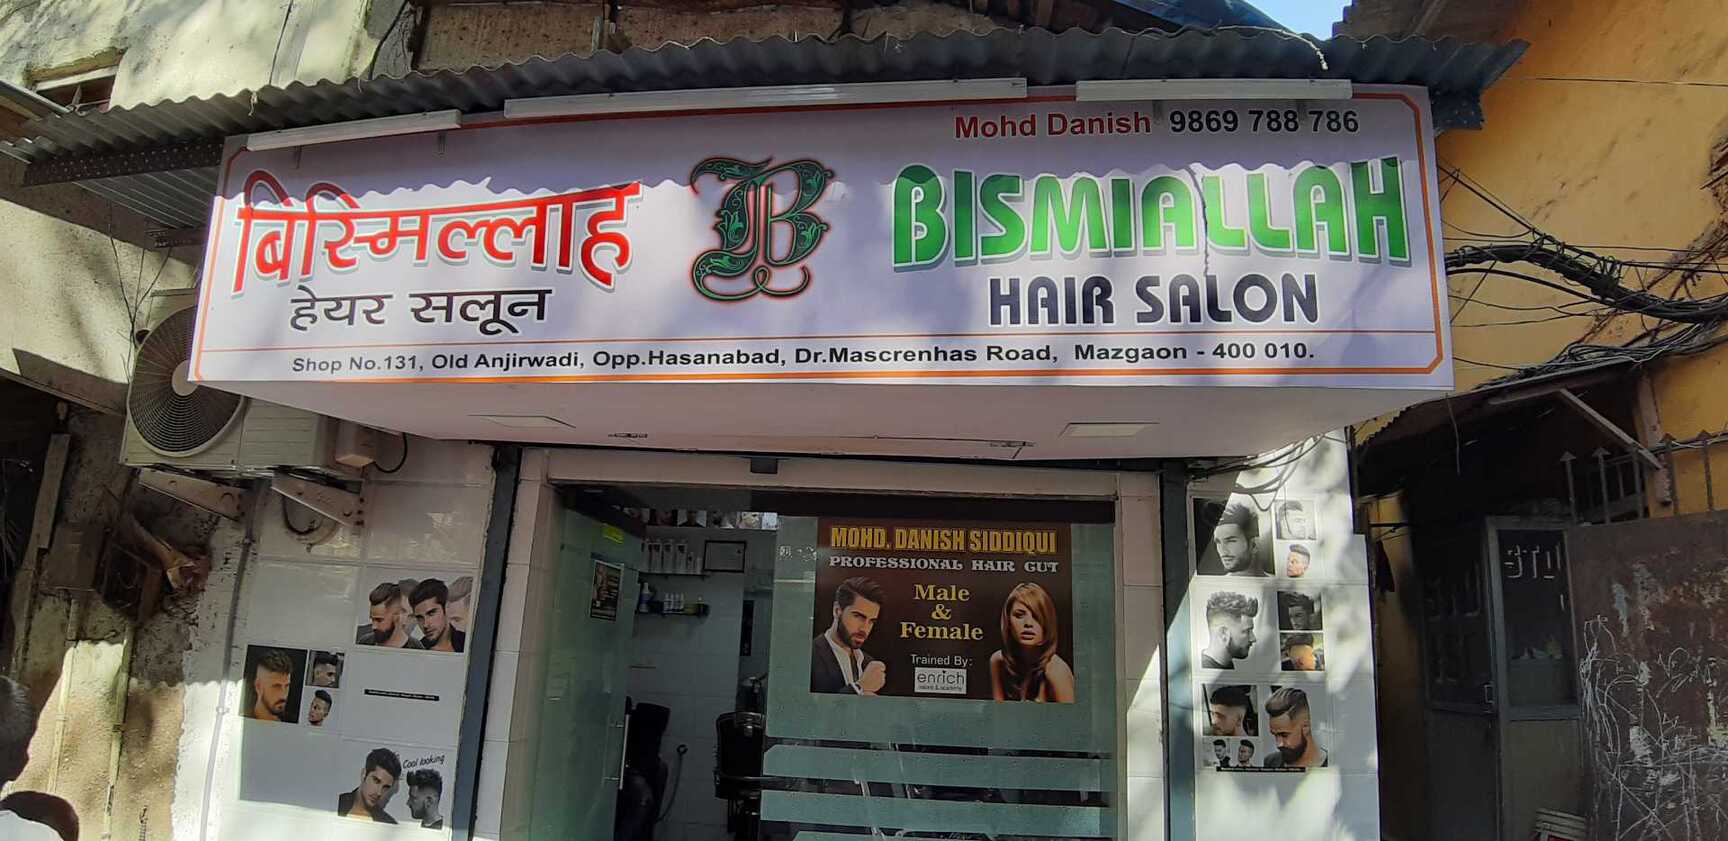 Mohd Danish 9869 788 786
बिस्मिल्लाह
हेयर सलून
B
BISMIALLAH
HAIR SALON
Shop No.131, Old Anjirwadi, Opp.Hasanabad, Dr.Mascrenhas Road, Mazgaon - 400 010.
MOHD. DANISH SIDDIQUI
PROFESSIONAL HAIR CUT
Male
&
Female
Trained By:
enrich
Cool looking